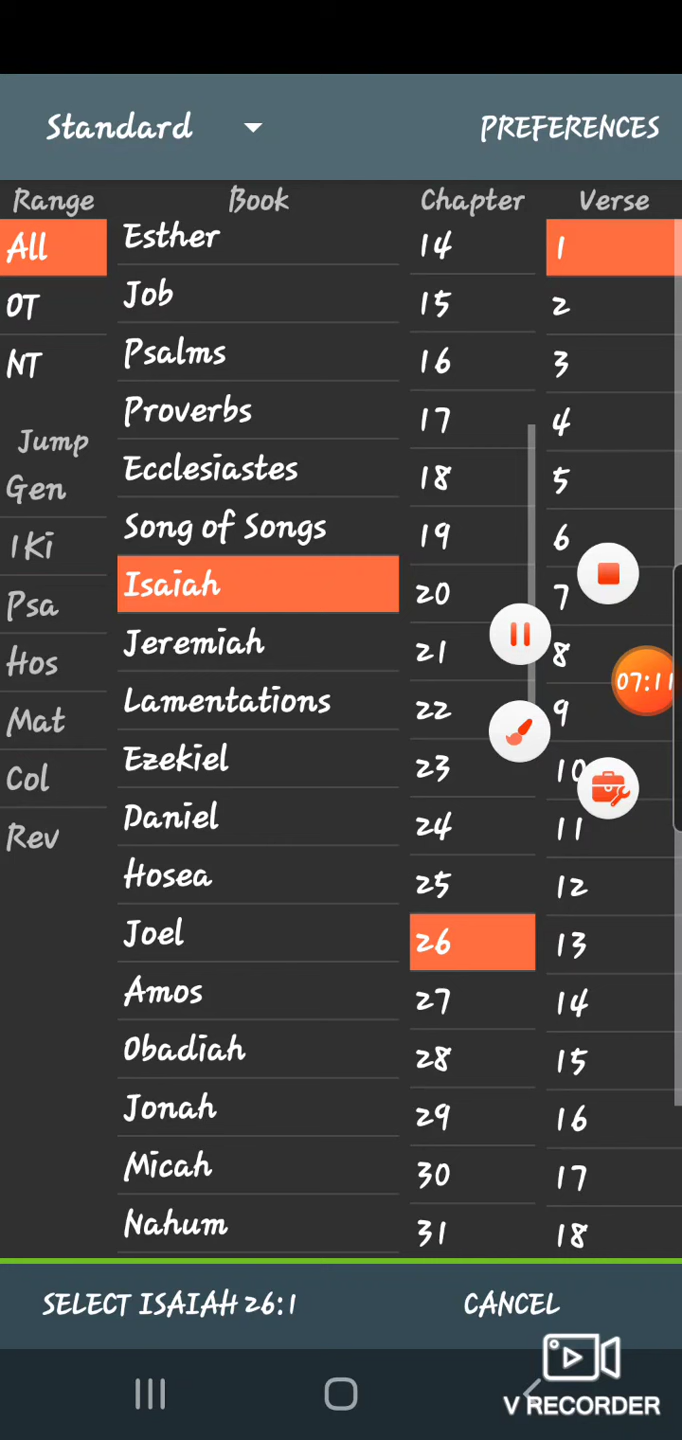 Standard PREFERENCES
Range Book Chapter Verse
All Esther 14 1
OT Job 15 2
NT Psalms 16 3
Proverbs 17 4
Jump
Gen Ecclesiastes 18 5
1Ki Song of Songs 19 6
Psa Isaiah 20 7
Hos Jeremiah 21 8
07:11
Mat Lamentations 22 9
Col Ezekiel 23 10
Rev Daniel 24 11
Hosea 25 12
Joel 26 13
Amos 27 14
Obadiah 28 15
Jonah 29 16
Micah 30 17
Nahum 31 18
SELECT ISAIAH 26:1 CANCEL
V RECORDER